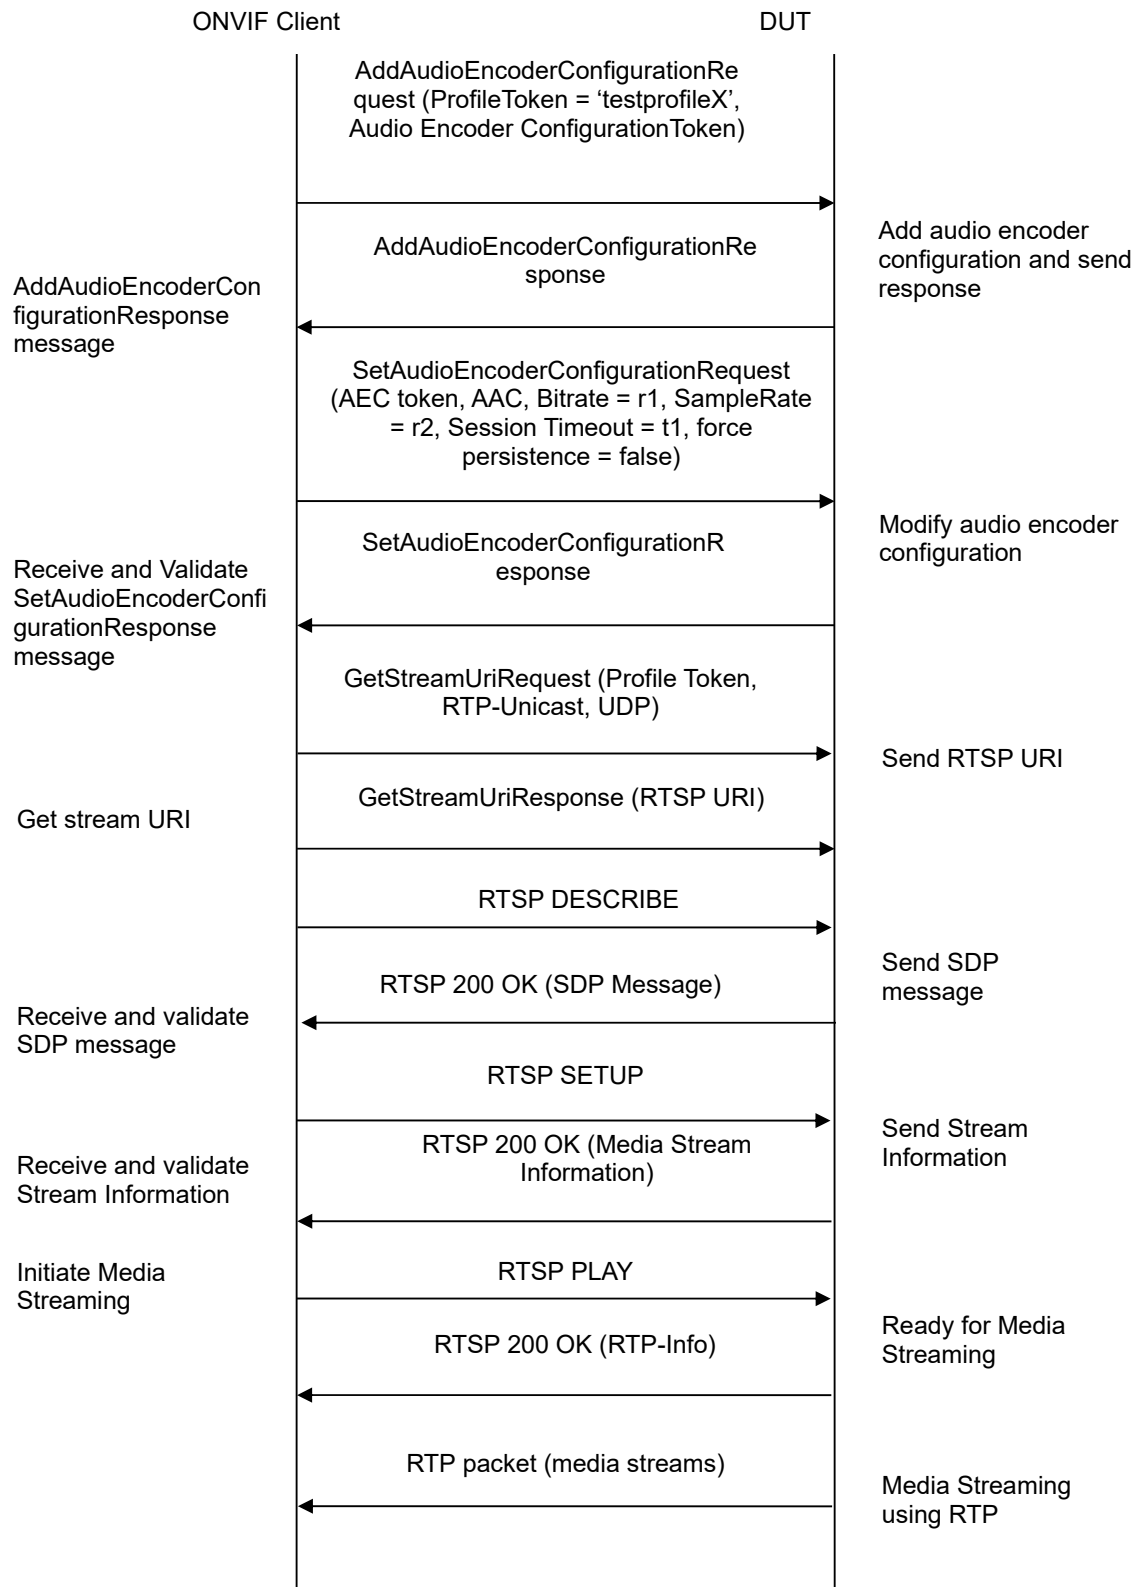 ONVIF Client
DUT
AddAudioEncoderConfigurationRe
quest (ProfileToken = ‘testprofileX’,
Audio Encoder ConfigurationToken)
Add audio encoder
configuration and send
response
AddAudioEncoderConfigurationRe
sponse
AddAudioEncoderCon
figurationResponse
message
SetAudioEncoderConfigurationRequest
(AEC token, AAC, Bitrate = r1, SampleRate
= r2, Session Timeout = t1, force
persistence = false)
Modify audio encoder
configuration
SetAudioEncoderConfigurationR
esponse
Receive and Validate
SetAudioEncoderConfi
gurationResponse
message
GetStreamUriRequest (Profile Token,
RTP-Unicast, UDP)
Send RTSP URI
GetStreamUriResponse (RTSP URI)
Get stream URI
RTSP DESCRIBE
Send SDP
message
RTSP 200 OK (SDP Message)
Receive and validate
SDP message
RTSP SETUP
Send Stream
Information
RTSP 200 OK (Media Stream
Information)
Receive and validate
Stream Information
Initiate Media
Streaming
RTSP PLAY
Ready for Media
Streaming
RTSP 200 OK (RTP-Info)
RTP packet (media streams)
Media Streaming
using RTP